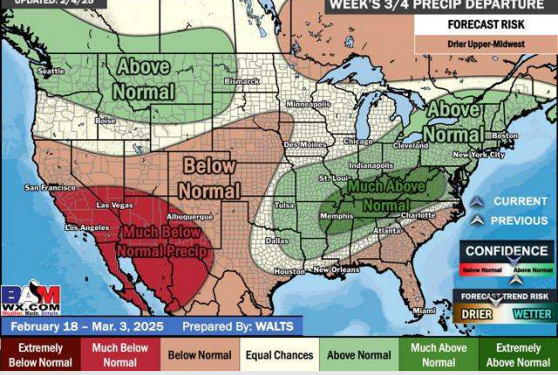 UPDATED: 2/4/25
WEEK'S 3/4 PRECIP DEPARTURE
FORECAST RISK
Drier Upper-Midwest
Seattle
Above
Normal
Bismarck
Minneapolis
Boise
Above
Normal
Boston
Des Moines
Chicago
Cleveland
New York City
Below
Normal
Indianapolis
San Francisco
St. Louis
Much Above
Normal
Las Vegas
Tulsa
CURRENT
Los Angeles
Albuquerque
Memphis
Charlotte
PREVIOUS
Much Below
Normal Precip
Dallas
Atlanta
CONFIDENCE
Below Normal
Above Normal
Houston
New Orleans
BAM
WX.COM
FORECAST TREND RISK
DRIER
WETTER
Miami
February 18 – Mar. 3, 2025 Prepared By: WALTS
Extremely
Below Normal
Much Below
Normal
Below Normal
Equal Chances
Above Normal
Much Above
Normal
Extremely
Above Normal